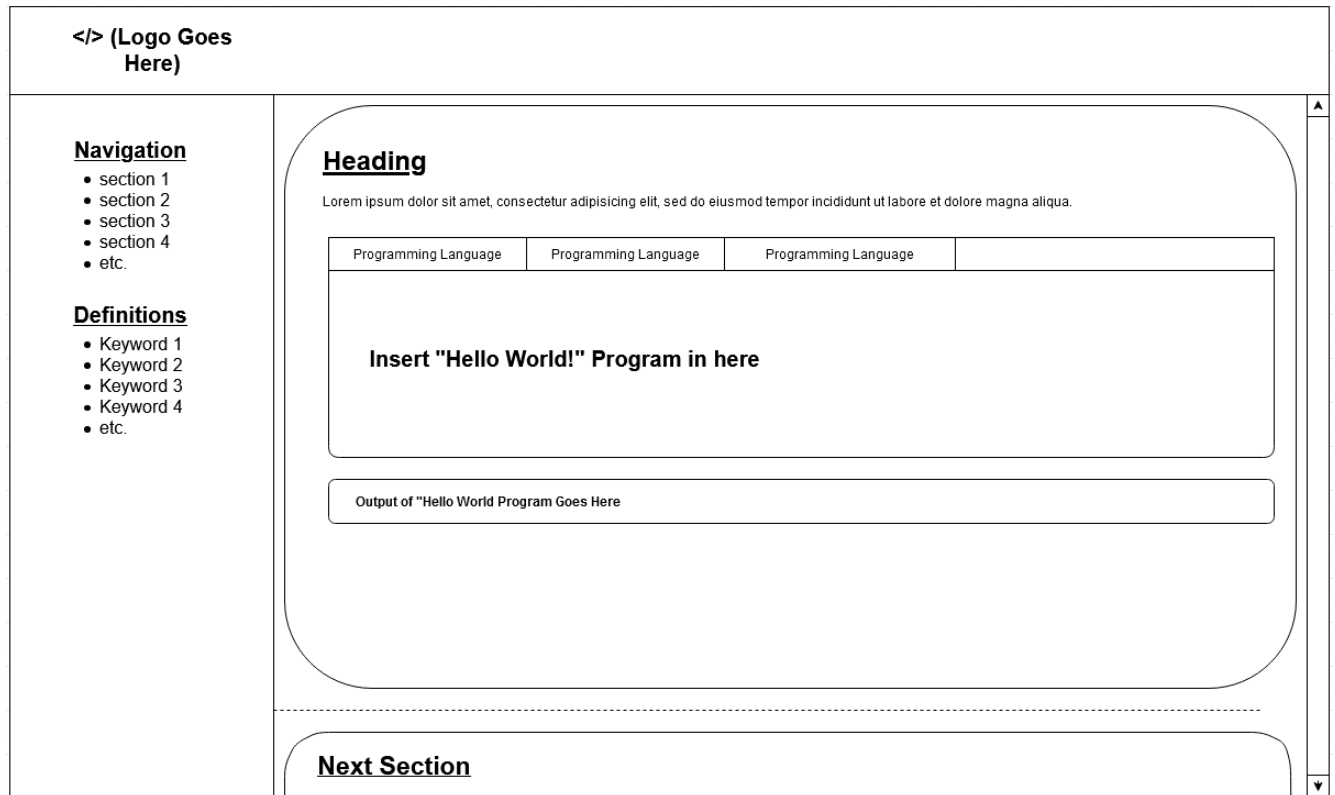 </> (Logo Goes
Here)
Navigation
section 1
section 2
section 3
section 4
etc.
Definitions
Keyword 1
Keyword 2
Keyword 3
Keyword 4
etc.
Heading
Lorem ipsum dolor sit amet, consectetur adipisicing elit, sed do eiusmod tempor incididunt ut labore et dolore magna aliqua.
Programming Language Programming Language Programming Language
Insert "Hello World!" Program in here
Output of "Hello World Program Goes Here
Next Section